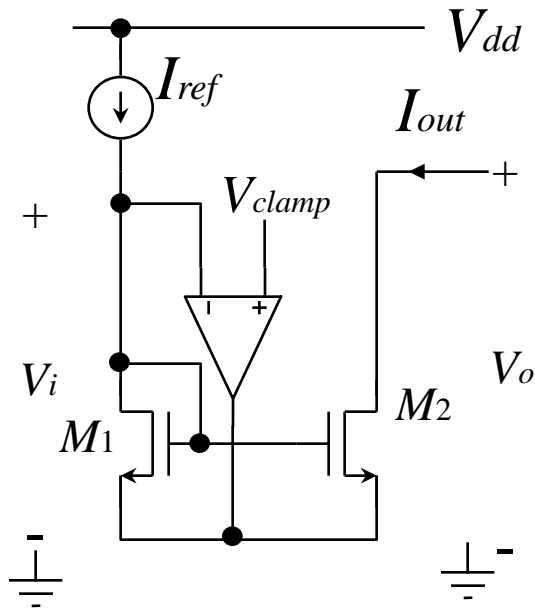 Vdd
Iref
Iout
+
Vclamp
+
- +
Vi
Vo
M1
M2
-
-